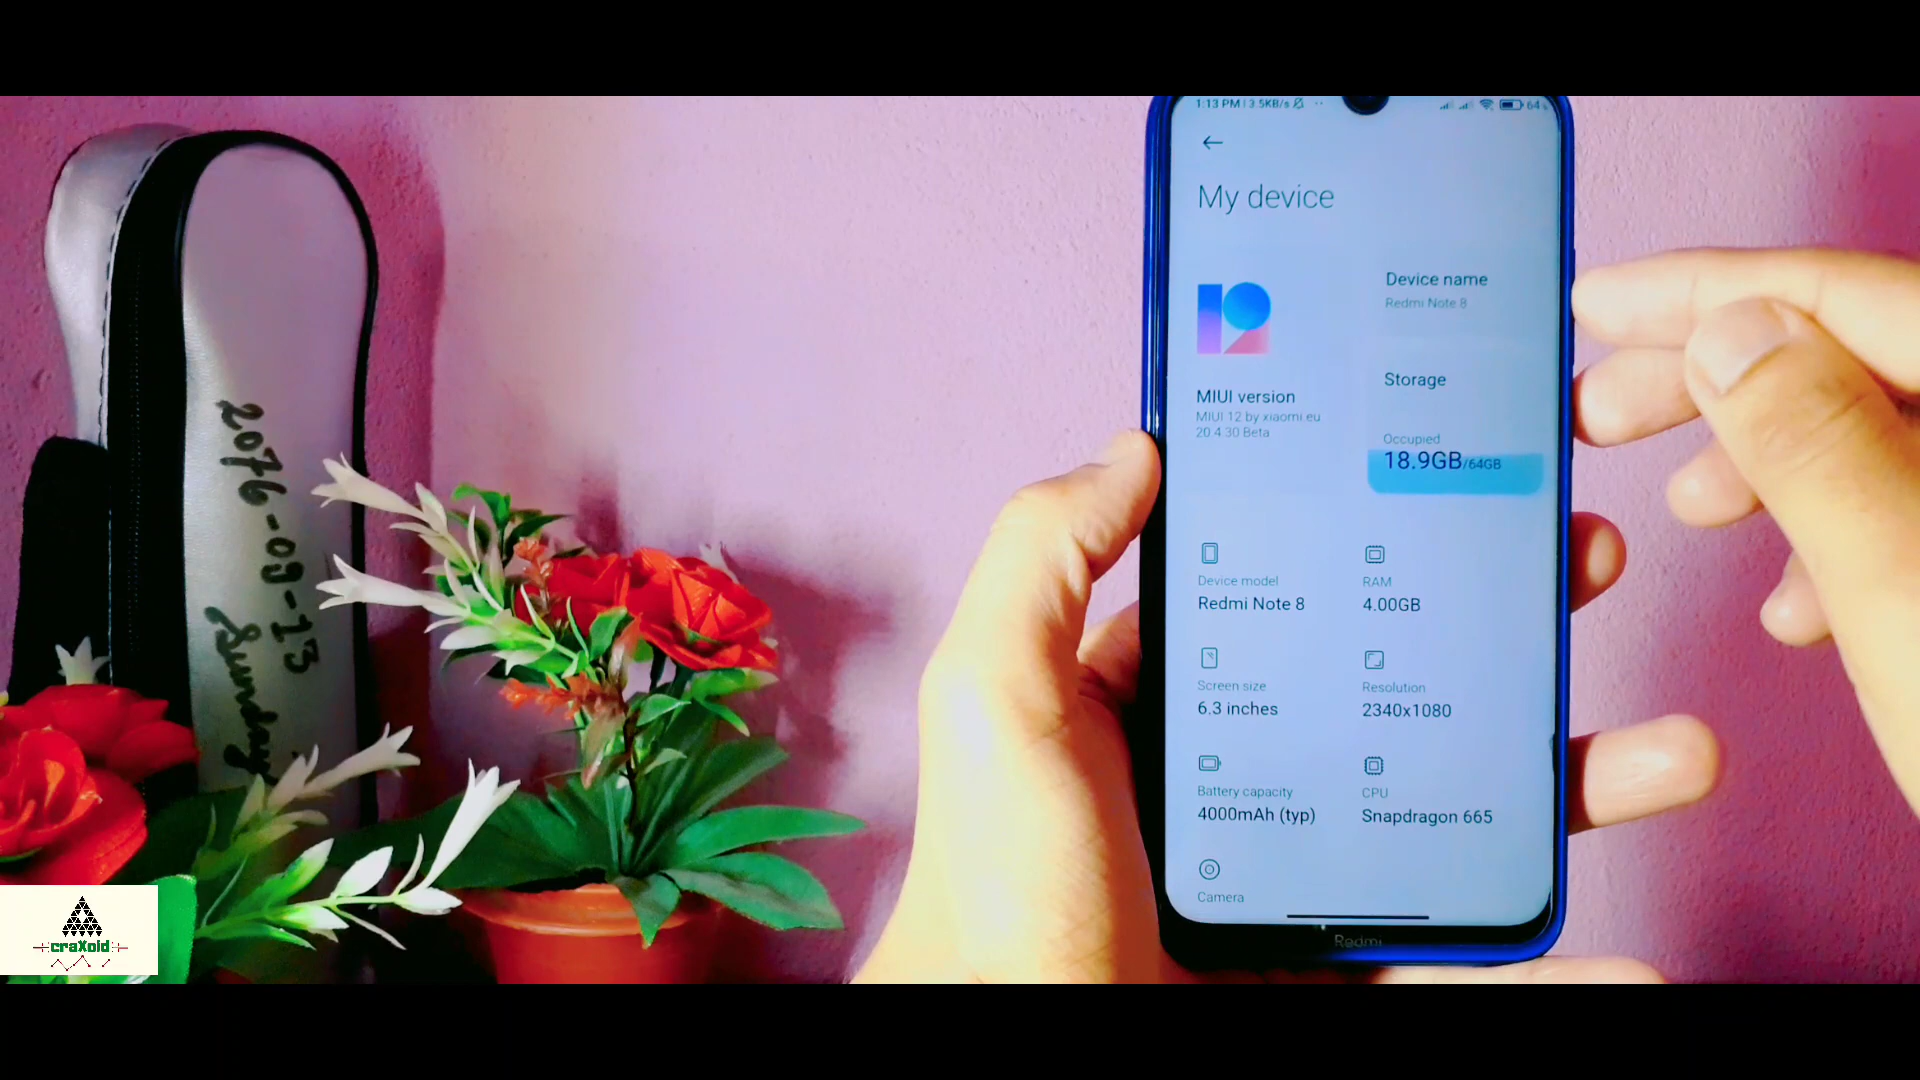 2076-09-13
Sunday
craXoid
1:13 PM | 3.5KB/s
64
My device
Device name
Redmi Note 8
Storage
MIUI version
MIUI 12 by xiaomi.eu
20.4.30 Beta
Occupied
18.9GB/64GB
Device model
Redmi Note 8
RAM
4.00GB
Screen size
6.3 inches
Resolution
2340x1080
Battery capacity
4000mAh (typ)
CPU
Snapdragon 665
Camera
Redmi